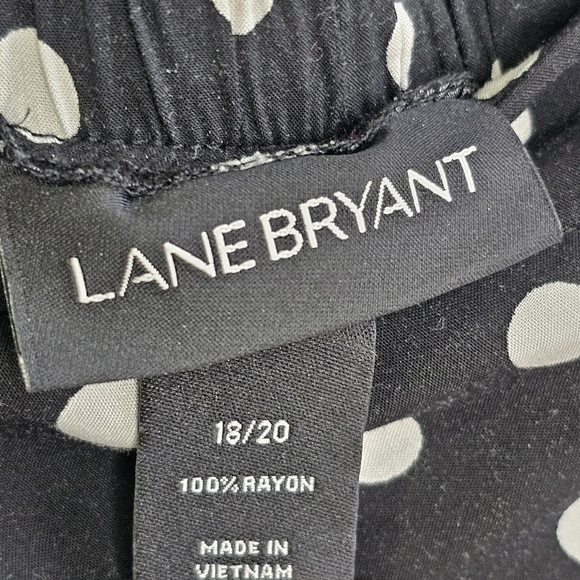 LANE BRYANT
18/20
100% RAYON
MADE IN
VIETNAM